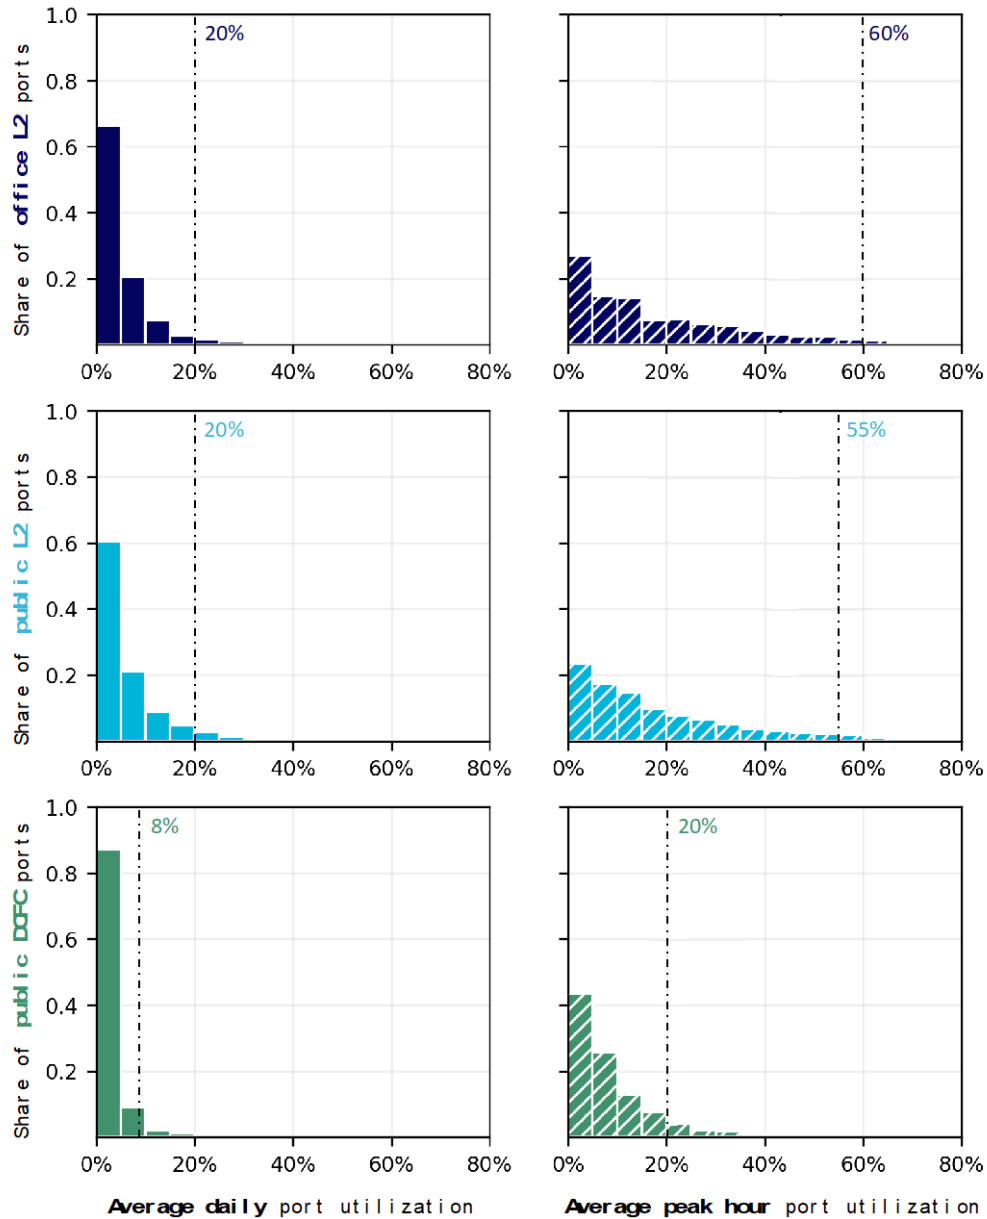 1.0
20%
0.8
0.6
0.4
0.2
0% 20% 40% 60% 80%
Share of office L2 ports
60%
0% 20% 40% 60% 80%
1.0
20%
0.8
0.6
0.4
0.2
0% 20% 40% 60% 80%
Share of public L2 ports
55%
0% 20% 40% 60% 80%
1.0
8%
0.8
0.6
0.4
0.2
0% 20% 40% 60% 80%
Share of public DCFC ports
20%
0% 20% 40% 60% 80%
Average daily port utilization
Average peak hour port utilization